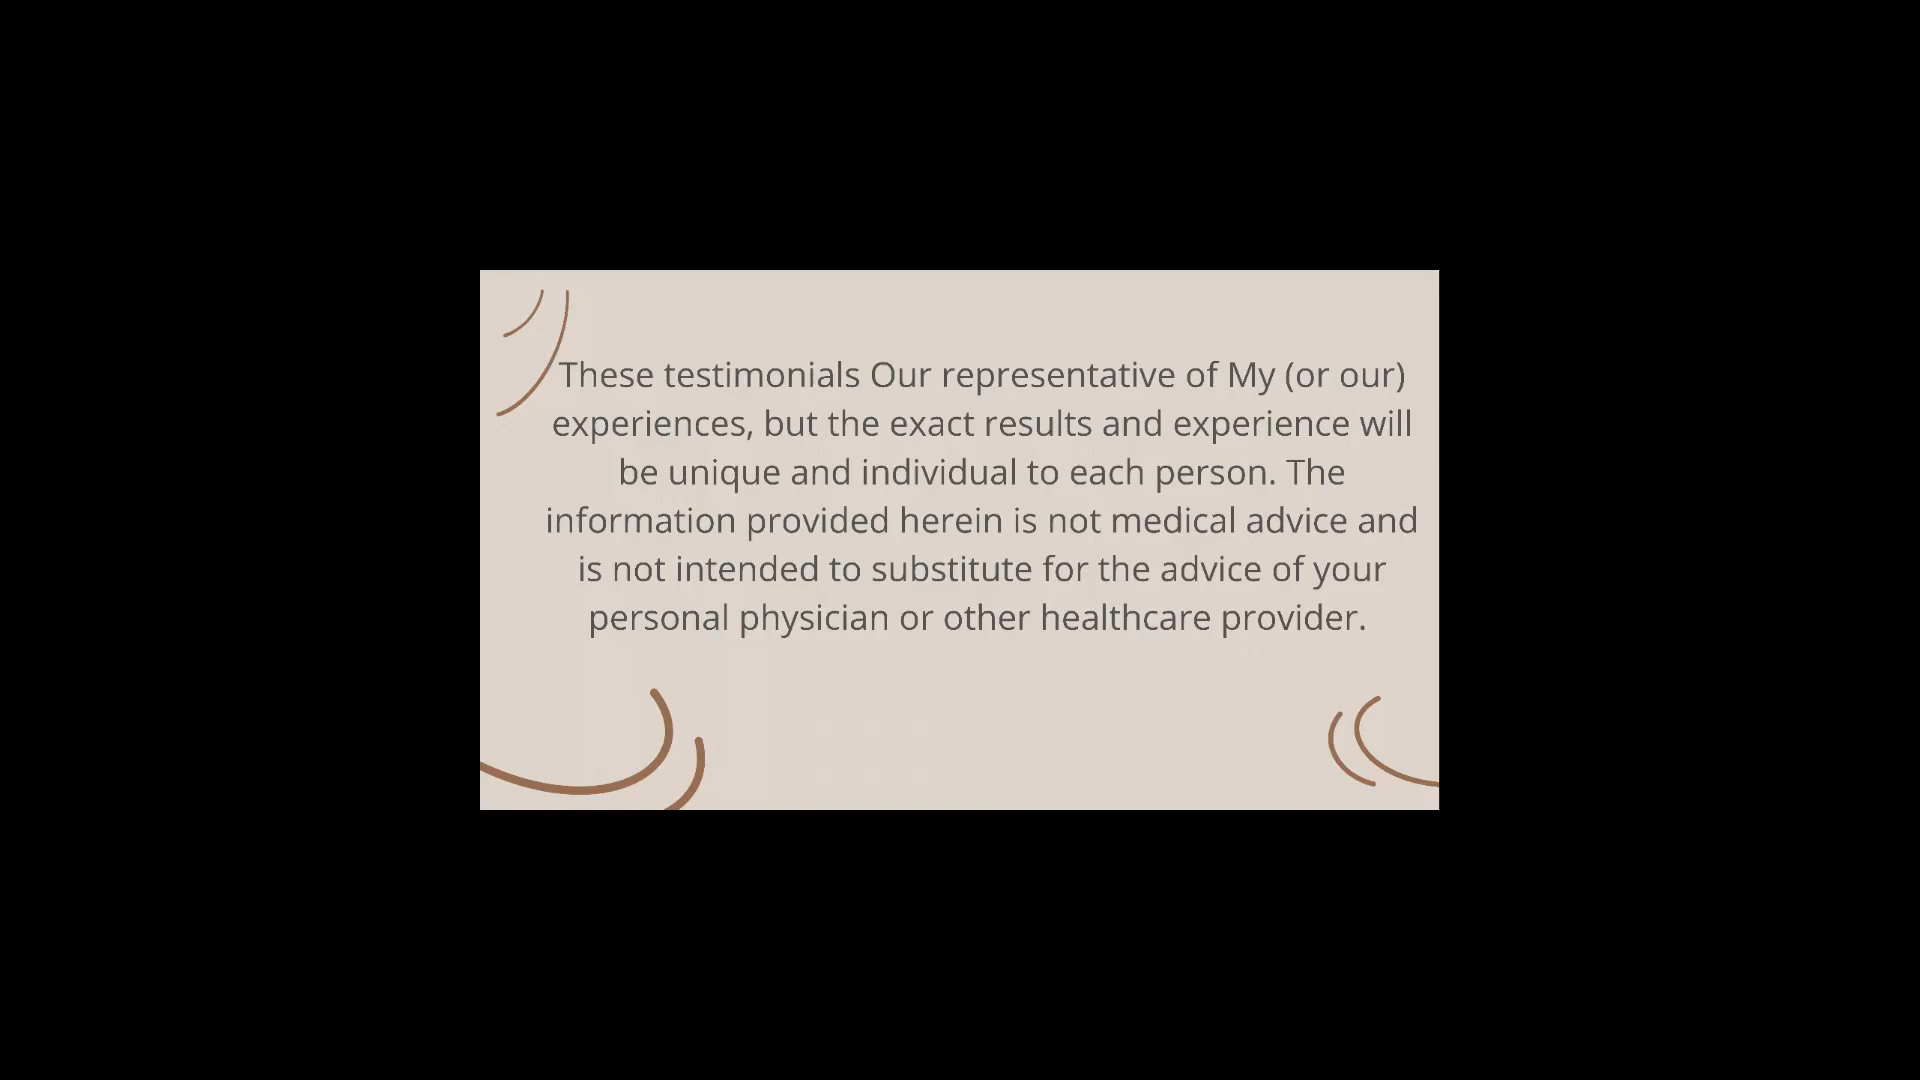 These testimonials Our representative of My (or our)
experiences, but the exact results and experience will
be unique and individual to each person. The
information provided herein is not medical advice and
is not intended to substitute for the advice of your
personal physician or other healthcare provider.